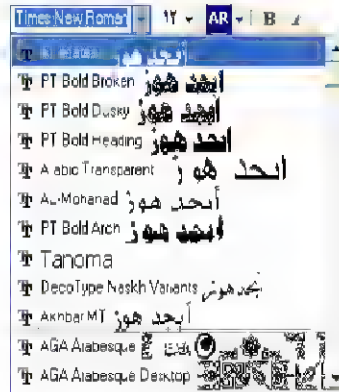 Times New Roman ١٢ AR B I
أبجد هوز
PT Bold Broken أبجد هوز
PT Bold Dusky أبجد هوز
PT Bold Heading أبجد هوز
Arabic Transparent أبجد هوز
AL-Mohanad أبجد هوز
PT Bold Arch أبجد هوز
Tahoma
DecoType Naskh Variants أبجد هوز
Akhbar MT أبجد هوز
AGA Arabesque
AGA Arabesque Desktop